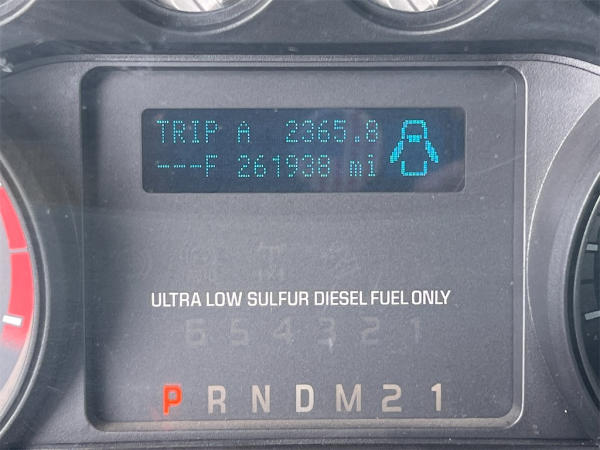 TRIP A 2365.8
---F 261938 mi
ULTRA LOW SULFUR DIESEL FUEL ONLY
6 5 4 3 2 1
P R N D M 2 1